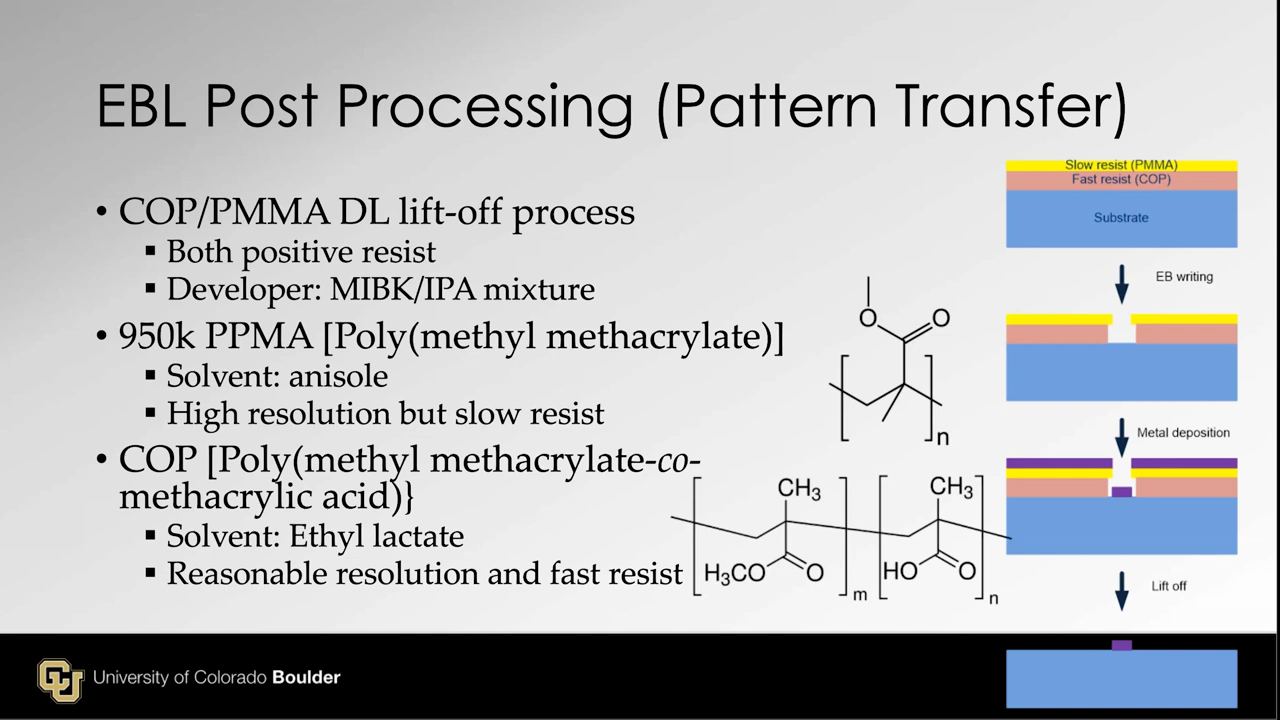 EBL Post Processing (Pattern Transfer)
• COP/PMMA DL lift-off process
▪ Both positive resist
▪ Developer: MIBK/IPA mixture
• 950k PPMA [Poly(methyl methacrylate)]
▪ Solvent: anisole
▪ High resolution but slow resist
• COP [Poly(methyl methacrylate-co-
methacrylic acid)}
▪ Solvent: Ethyl lactate
▪ Reasonable resolution and fast resist
O
O
n
CH3
H3CO
O
m
CH3
HO
O
n
Slow resist (PMMA)
Fast resist (COP)
Substrate
EB writing
Metal deposition
Lift off
CU
University of Colorado Boulder